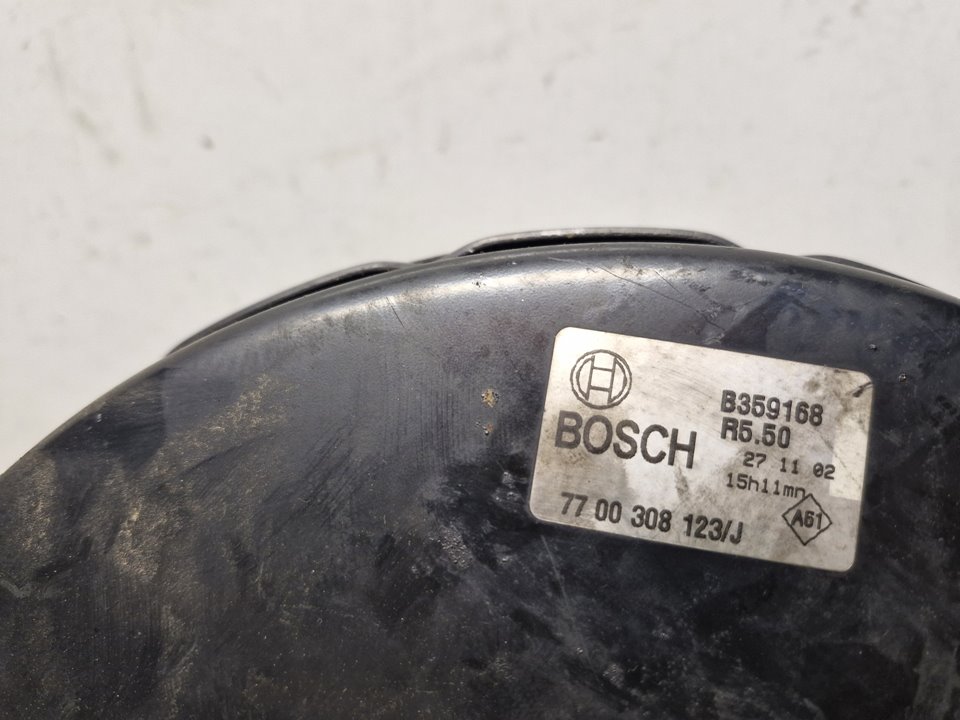 BOSCH
B359168
R5.50
27 11 02
15h11mn
77 00 308 123/J
A61